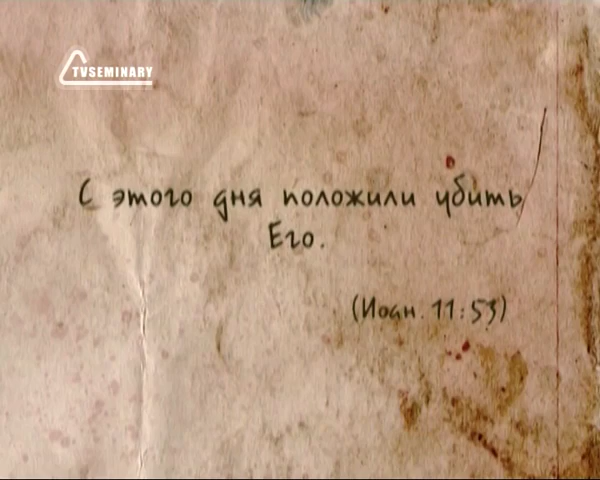 TVSEMINARY
С этого дня положили убить
Его.
(Иоан. 11:53)